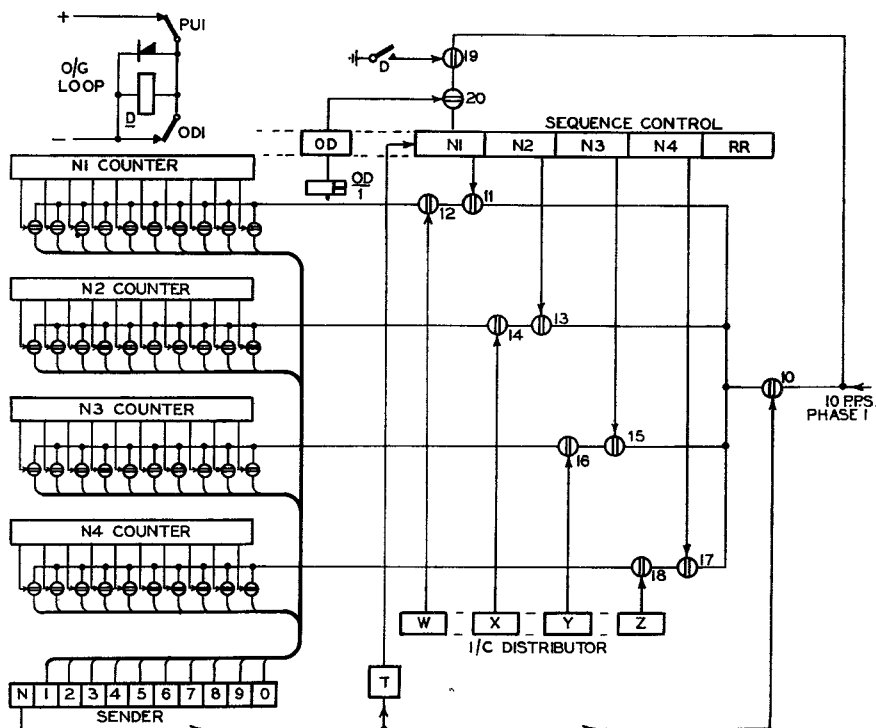 +
PU1
19
O/G
LOOP
D
D
20
OD1
−
SEQUENCE CONTROL
OD
N1 N2 N3 N4 RR
N1 COUNTER
OD
1
12 11
N2 COUNTER
14 13
10
10 P.P.S.
PHASE 1
N3 COUNTER
16 15
N4 COUNTER
18 17
W X Y Z
I/C DISTRIBUTOR
T
N 1 2 3 4 5 6 7 8 9 0
SENDER